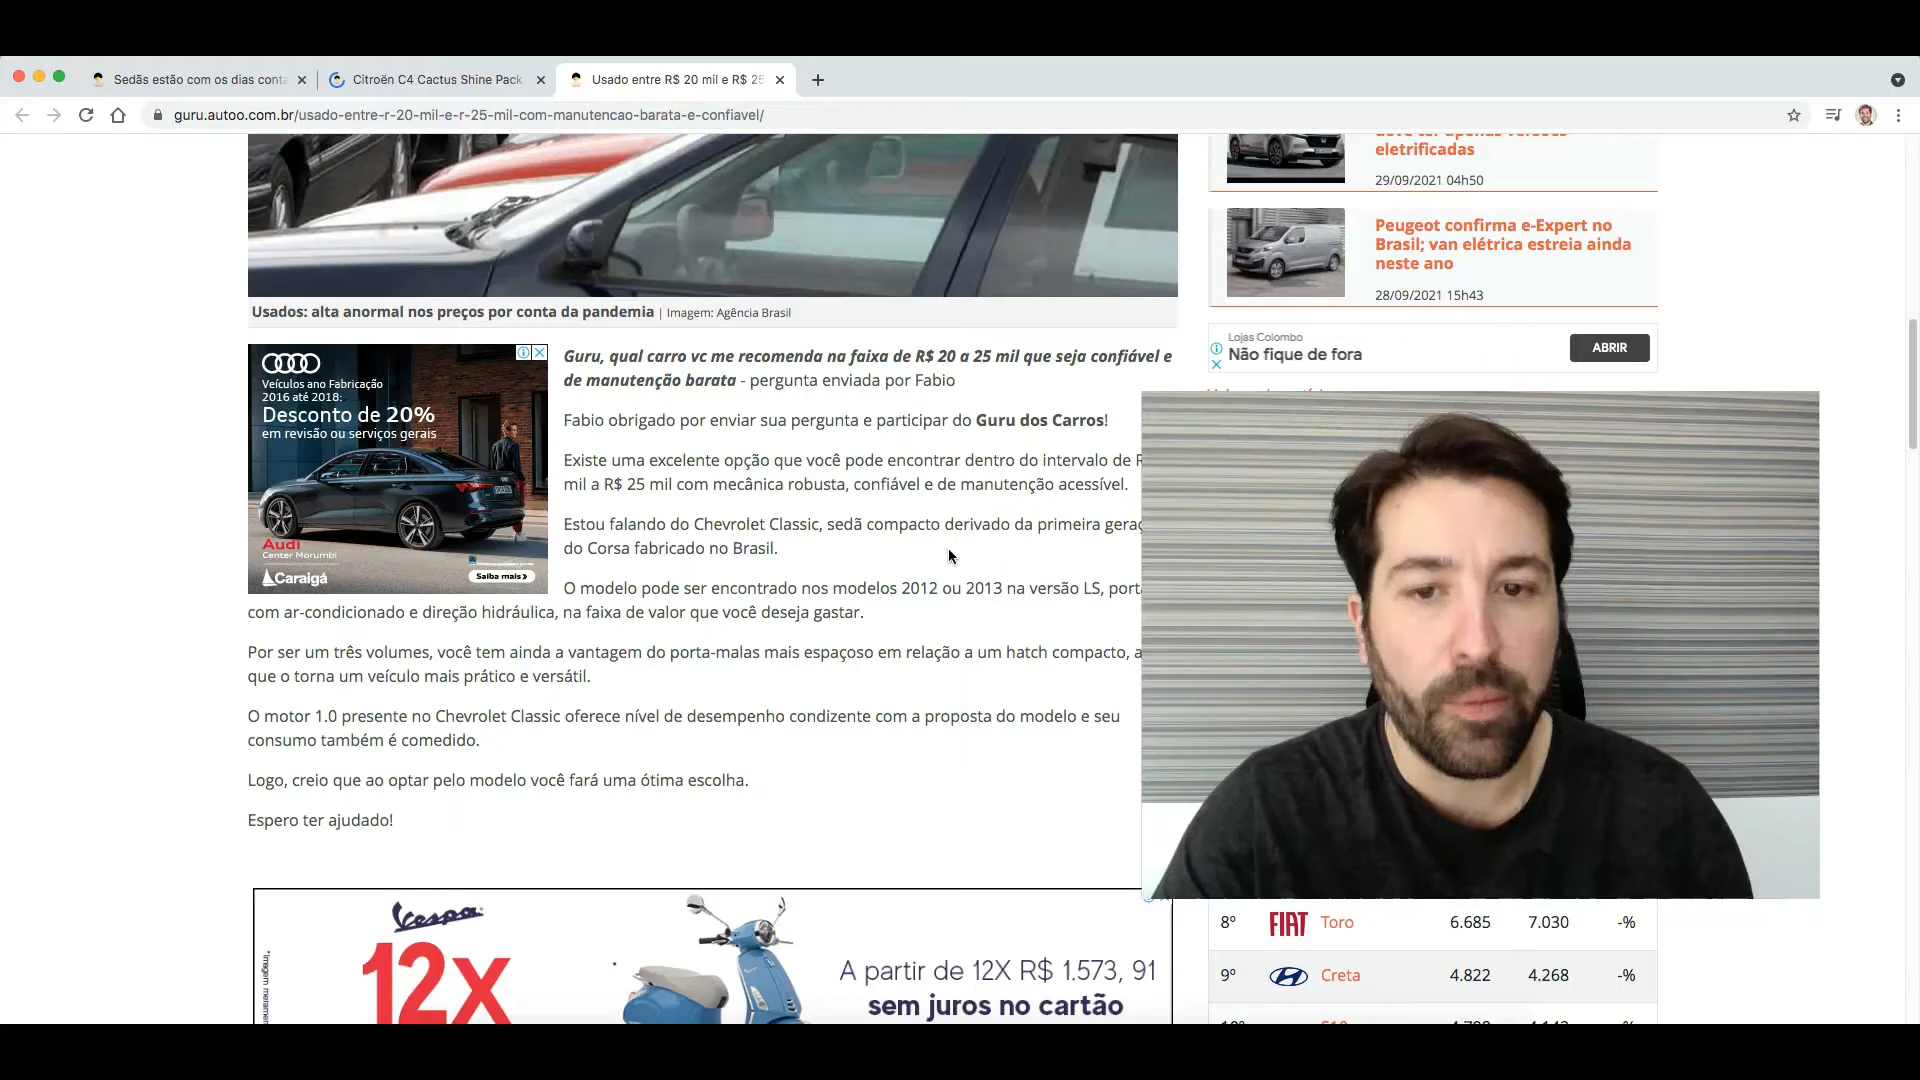 Sedãs estão com os dias conta
Citroën C4 Cactus Shine Pack
Usado entre R$ 20 mil e R$ 25
guru.autoo.com.br/usado-entre-r-20-mil-e-r-25-mil-com-manutencao-barata-e-confiavel/
Usados: alta anormal nos preços por conta da pandemia | Imagem: Agência Brasil
Veículos ano Fabricação
2016 até 2018:
Desconto de 20%
em revisão ou serviços gerais
Audi
Center Morumbi
Caraigá
Saiba mais
Guru, qual carro vc me recomenda na faixa de R$ 20 a 25 mil que seja confiável e
de manutenção barata - pergunta enviada por Fabio
Fabio obrigado por enviar sua pergunta e participar do Guru dos Carros!
Existe uma excelente opção que você pode encontrar dentro do intervalo de
mil a R$ 25 mil com mecânica robusta, confiável e de manutenção acessível.
Estou falando do Chevrolet Classic, sedã compacto derivado da primeira geraç
do Corsa fabricado no Brasil.
O modelo pode ser encontrado nos modelos 2012 ou 2013 na versão LS, porta
com ar-condicionado e direção hidráulica, na faixa de valor que você deseja gastar.
Por ser um três volumes, você tem ainda a vantagem do porta-malas mais espaçoso em relação a um hatch compacto, a
que o torna um veículo mais prático e versátil.
O motor 1.0 presente no Chevrolet Classic oferece nível de desempenho condizente com a proposta do modelo e seu
consumo também é comedido.
Logo, creio que ao optar pelo modelo você fará uma ótima escolha.
Espero ter ajudado!
Vespa
12X
A partir de 12X R$ 1.573, 91
sem juros no cartão
deve ter apenas versões
eletrificadas
29/09/2021 04h50
Peugeot confirma e-Expert no
Brasil; van elétrica estreia ainda
neste ano
28/09/2021 15h43
Lojas Colombo
Não fique de fora
ABRIR
8º FIAT Toro 6.685 7.030 -%
9º Creta 4.822 4.268 -%